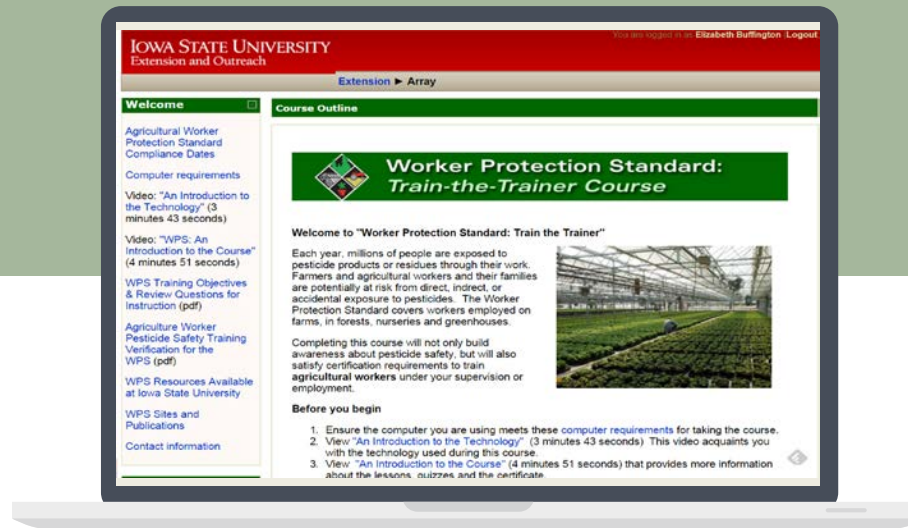 You are logged in as Elizabeth Buffington (Logout)
IOWA STATE UNIVERSITY
Extension and Outreach
Extension ► Array
Welcome
Agricultural Worker
Protection Standard
Compliance Dates
Computer requirements
Video: "An Introduction to
the Technology" (3
minutes 43 seconds)
Video: "WPS: An
Introduction to the Course"
(4 minutes 51 seconds)
WPS Training Objectives
& Review Questions for
Instruction (pdf)
Agriculture Worker
Pesticide Safety Training
Verification for the
WPS (pdf)
WPS Resources Available
at Iowa State University
WPS Sites and
Publications
Contact information
Course Outline
Worker Protection Standard:
Train-the-Trainer Course
Welcome to "Worker Protection Standard: Train the Trainer"
Each year, millions of people are exposed to
pesticide products or residues through their work.
Farmers and agricultural workers and their families
are potentially at risk from direct, indrect, or
accidental exposure to pesticides. The Worker
Protection Standard covers workers employed on
farms, in forests, nurseries and greenhouses.
Completing this course will not only build
awareness about pesticide safety, but will also
satisfy certification requirements to train
agricultural workers under your supervision or
employment.
Before you begin
1. Ensure the computer you are using meets these computer requirements for taking the course.
2. View "An Introduction to the Technology" (3 minutes 43 seconds) This video acquaints you
with the technology used during this course.
3. View "An Introduction to the Course" (4 minutes 51 seconds) that provides more information
about the lessons, quizzes and the certificate.